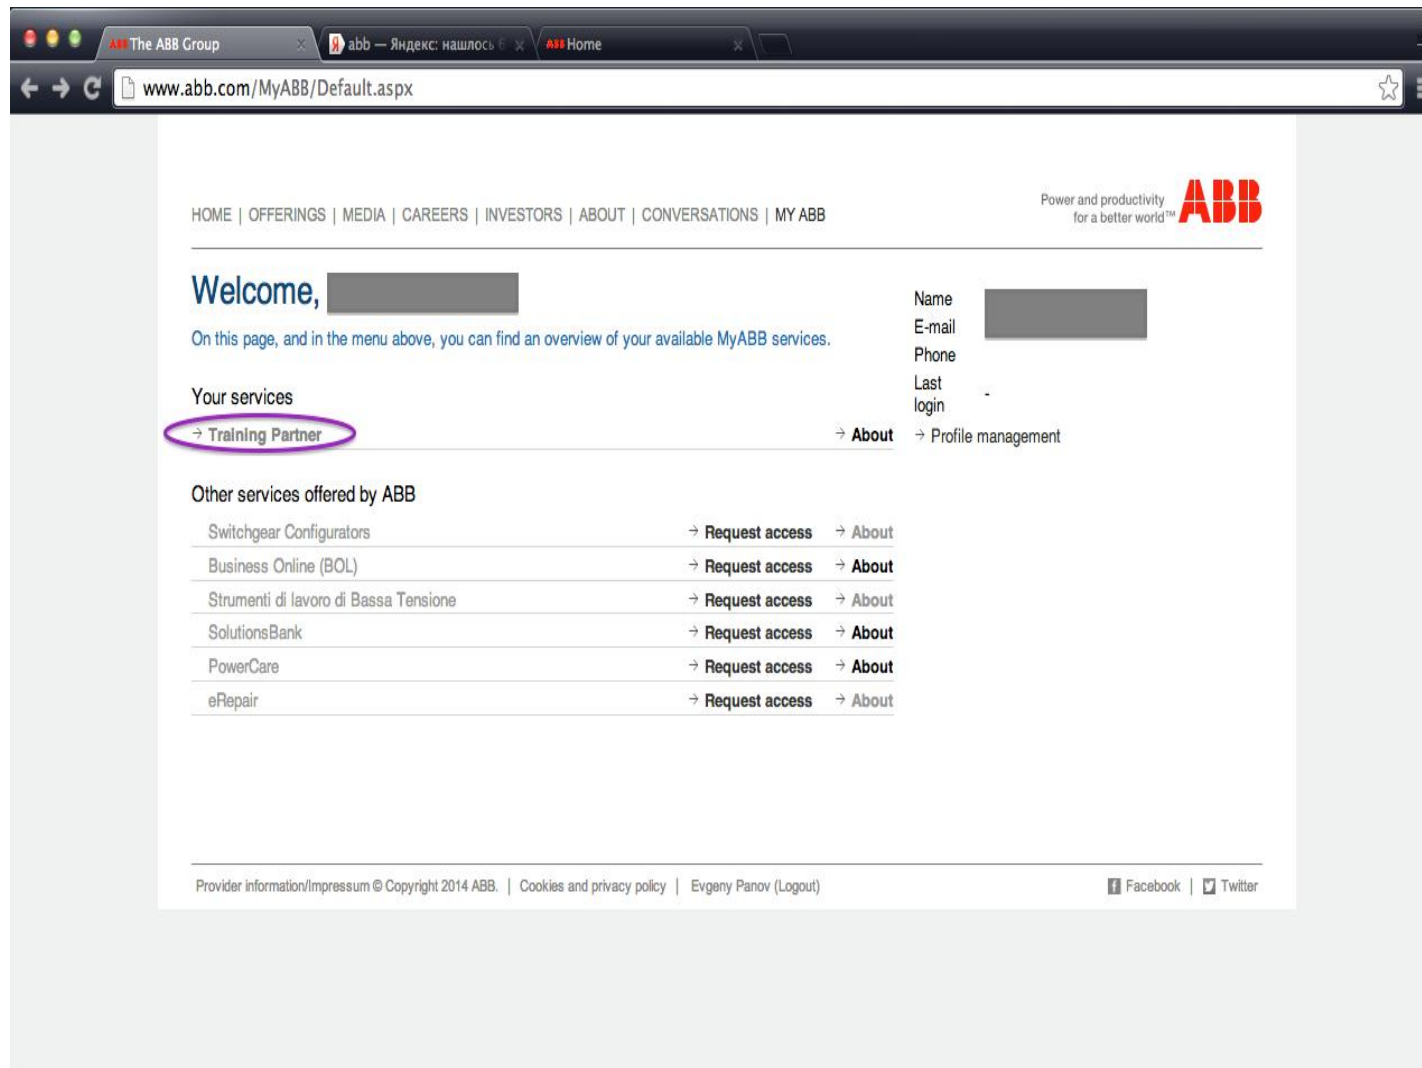 The ABB Group
abb — Яндекс: нашлось
Home
www.abb.com/MyABB/Default.aspx
HOME | OFFERINGS | MEDIA | CAREERS | INVESTORS | ABOUT | CONVERSATIONS | MY ABB
Power and productivity
for a better world™
ABB
Welcome,
On this page, and in the menu above, you can find an overview of your available MyABB services.
Name
E-mail
Phone
Last
login -
→ Profile management
Your services
→ Training Partner → About
Other services offered by ABB
Switchgear Configurators → Request access → About
Business Online (BOL) → Request access → About
Strumenti di lavoro di Bassa Tensione → Request access → About
SolutionsBank → Request access → About
PowerCare → Request access → About
eRepair → Request access → About
Provider information/Impressum © Copyright 2014 ABB. | Cookies and privacy policy | Evgeny Panov (Logout)
Facebook | Twitter